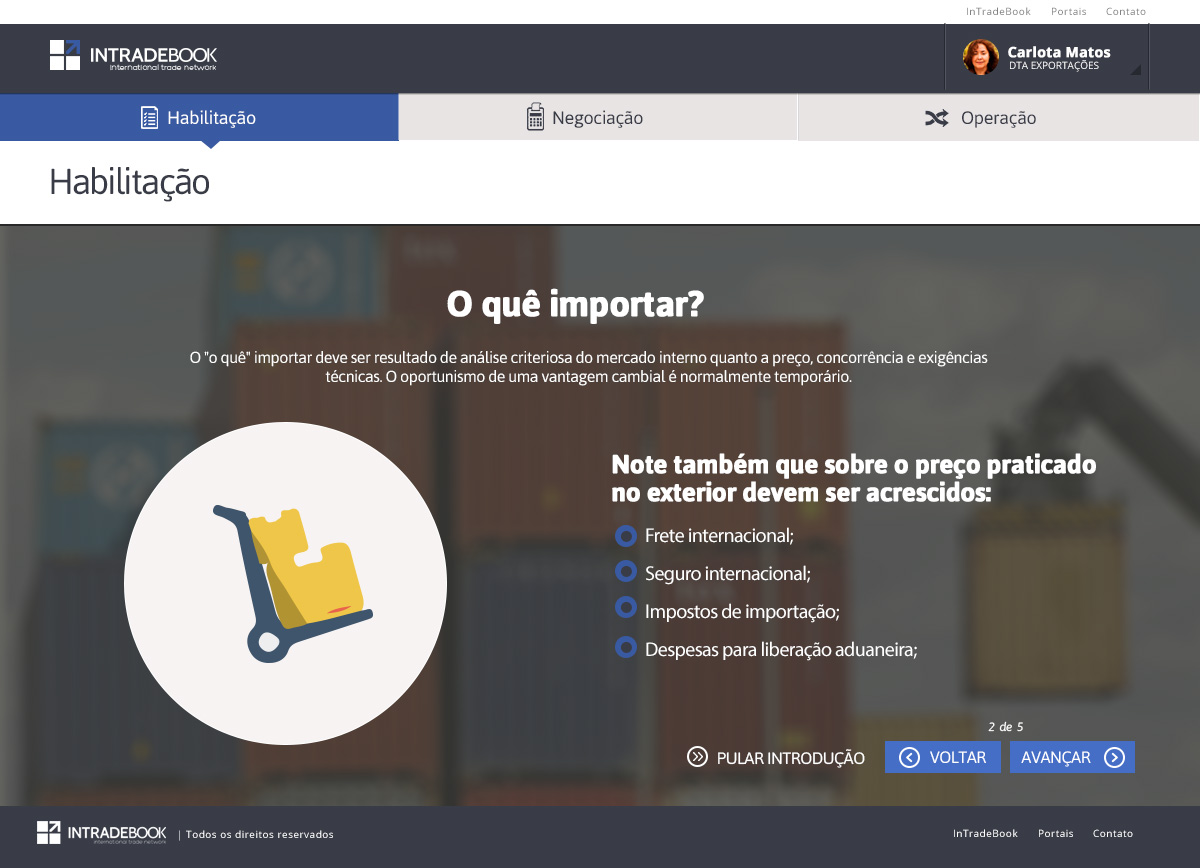 InTradeBook Portais Contato
INTRADEBOOK
international trade network
Carlota Matos
DTA EXPORTAÇÕES
Habilitação Negociação Operação
Habilitação
O quê importar?
O "o quê" importar deve ser resultado de análise criteriosa do mercado interno quanto a preço, concorrência e exigências
técnicas. O oportunismo de uma vantagem cambial é normalmente temporário.
Note também que sobre o preço praticado
no exterior devem ser acrescidos:
Frete internacional;
Seguro internacional;
Impostos de importação;
Despesas para liberação aduaneira;
2 de 5
PULAR INTRODUÇÃO VOLTAR AVANÇAR
INTRADEBOOK
international trade network
| Todos os direitos reservados
InTradeBook Portais Contato